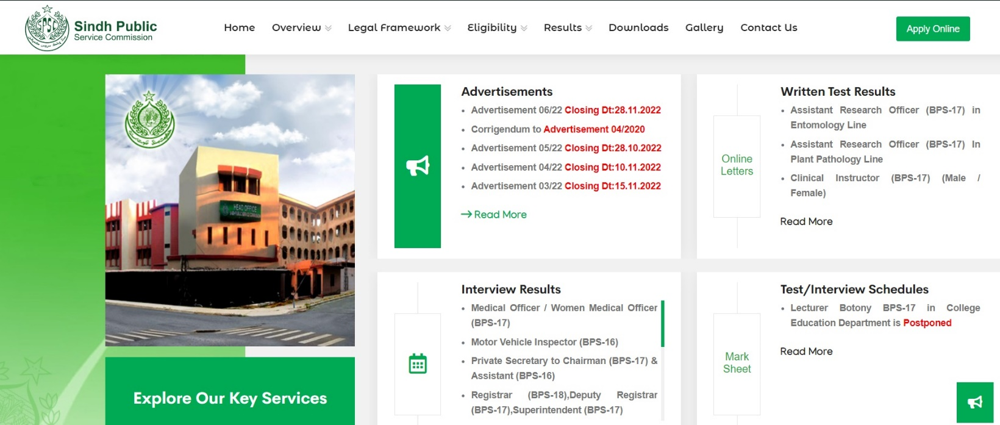 Sindh Public
Service Commission
Home Overview Legal Framework Eligibility Results Downloads Gallery Contact Us
Apply Online
HEAD OFFICE
Explore Our Key Services
Advertisements
Advertisement 06/22 Closing Dt:28.11.2022
Corrigendum to Advertisement 04/2020
Advertisement 05/22 Closing Dt:28.10.2022
Advertisement 04/22 Closing Dt:10.11.2022
Advertisement 03/22 Closing Dt:15.11.2022
Read More
Online
Letters
Written Test Results
Assistant Research Officer (BPS-17) in
Entomology Line
Assistant Research Officer (BPS-17) In
Plant Pathology Line
Clinical Instructor (BPS-17) (Male /
Female)
Read More
Interview Results
Medical Officer / Women Medical Officer
(BPS-17)
Motor Vehicle Inspector (BPS-16)
Private Secretary to Chairman (BPS-17) &
Assistant (BPS-16)
Registrar (BPS-18),Deputy Registrar
(BPS-17),Superintendent (BPS-17)
Mark
Sheet
Test/Interview Schedules
Lecturer Botony BPS-17 in College
Education Department is Postponed
Read More